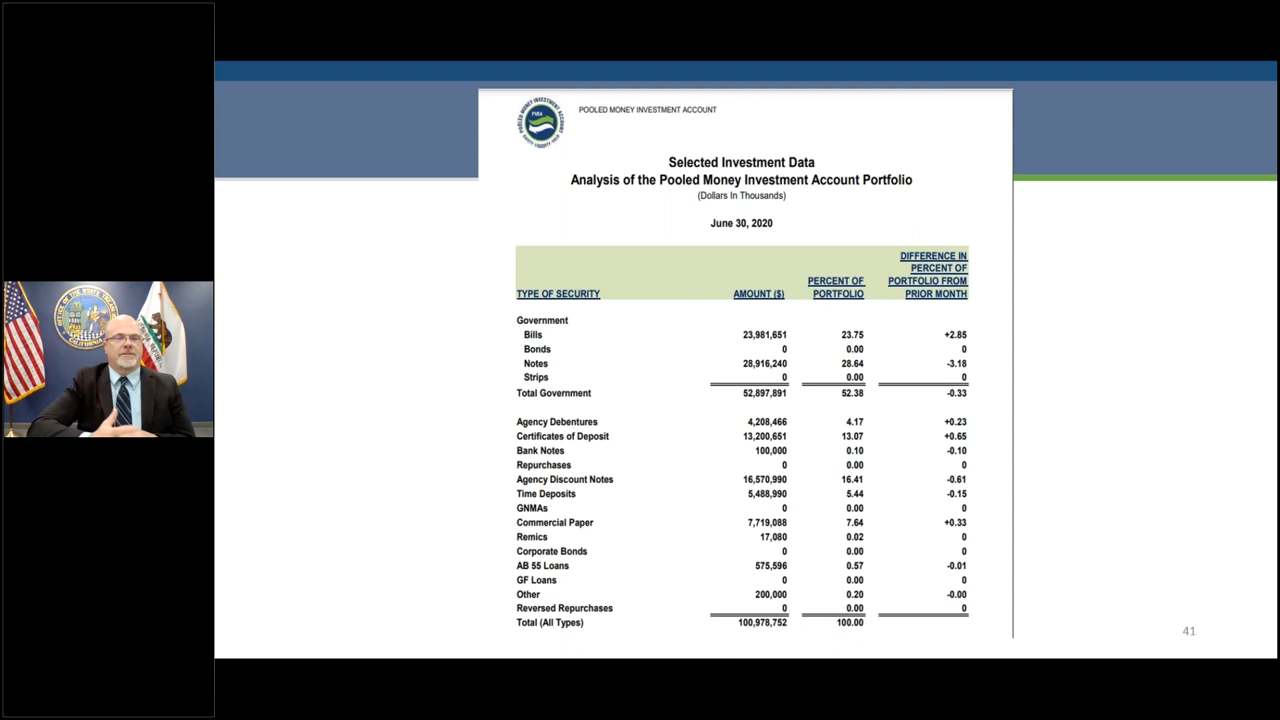 POOLED MONEY INVESTMENT ACCOUNT
PMIA
Selected Investment Data
Analysis of the Pooled Money Investment Account Portfolio
(Dollars In Thousands)
June 30, 2020
TYPE OF SECURITY AMOUNT ($) PERCENT OF PORTFOLIO DIFFERENCE IN PERCENT OF PORTFOLIO FROM PRIOR MONTH
Government
Bills 23,981,651 23.75 +2.85
Bonds 0 0.00 0
Notes 28,916,240 28.64 -3.18
Strips 0 0.00 0
Total Government 52,897,891 52.38 -0.33
Agency Debentures 4,208,466 4.17 +0.23
Certificates of Deposit 13,200,651 13.07 +0.65
Bank Notes 100,000 0.10 -0.10
Repurchases 0 0.00 0
Agency Discount Notes 16,570,990 16.41 -0.61
Time Deposits 5,488,990 5.44 -0.15
GNMAs 0 0.00 0
Commercial Paper 7,719,088 7.64 +0.33
Remics 17,080 0.02 0
Corporate Bonds 0 0.00 0
AB 55 Loans 575,596 0.57 -0.01
GF Loans 0 0.00 0
Other 200,000 0.20 -0.00
Reversed Repurchases 0 0.00 0
Total (All Types) 100,978,752 100.00
41